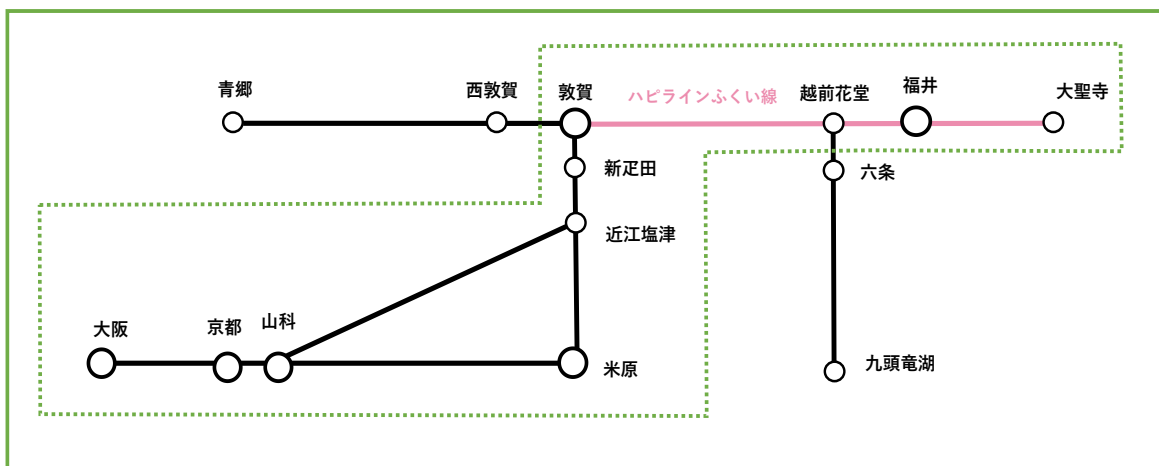 青郷
西敦賀
敦賀
ハピラインふくい線
越前花堂
福井
大聖寺
新疋田
六条
近江塩津
大阪
京都
山科
米原
九頭竜湖